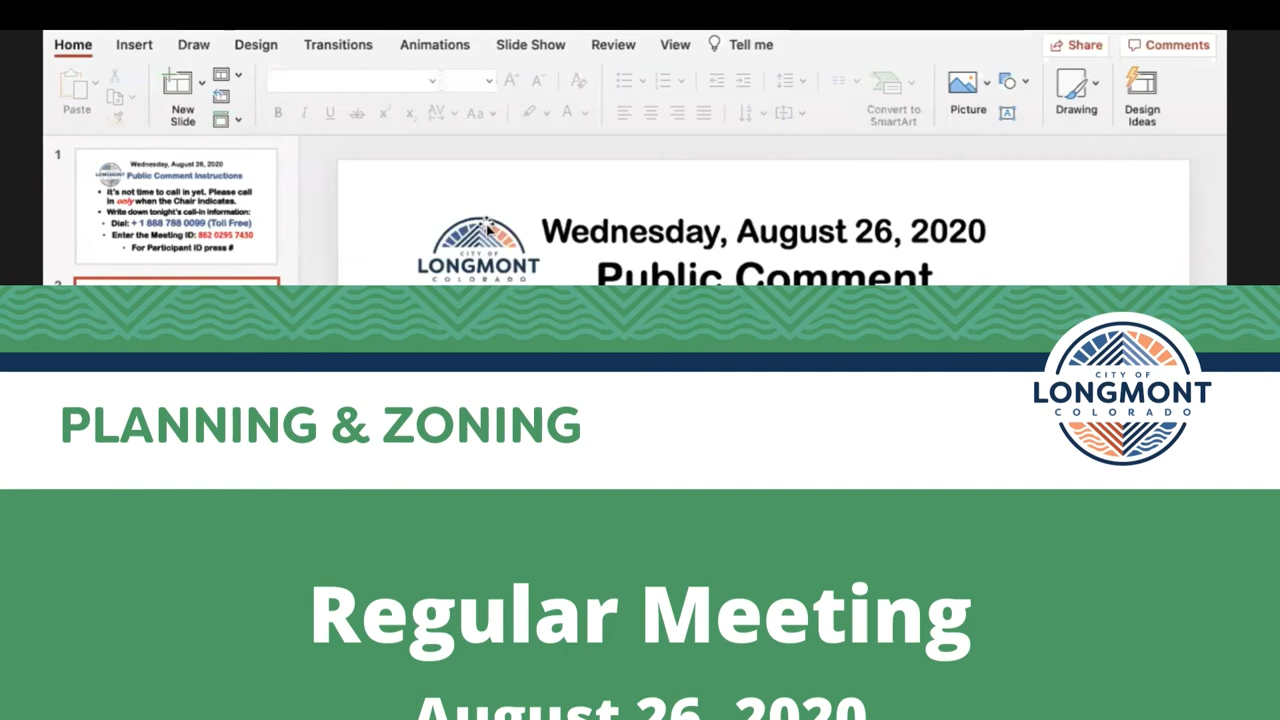 Home Insert Draw Design Transitions Animations Slide Show Review View Tell me Share Comments
Paste New Slide B I U ab X X AV Aa A Convert to SmartArt Picture Drawing Design Ideas
1
Wednesday, August 26, 2020
Public Comment Instructions
• It's not time to call in yet. Please call
in only when the Chair indicates.
• Write down tonight's call-in information:
• Dial: + 1 888 788 0099 (Toll Free)
• Enter the Meeting ID: 862 0295 7430
• For Participant ID press #
2
CITY OF
LONGMONT
COLORADO
Wednesday, August 26, 2020
Public Comment
PLANNING & ZONING
CITY OF
LONGMONT
COLORADO
Regular Meeting
August 26, 2020